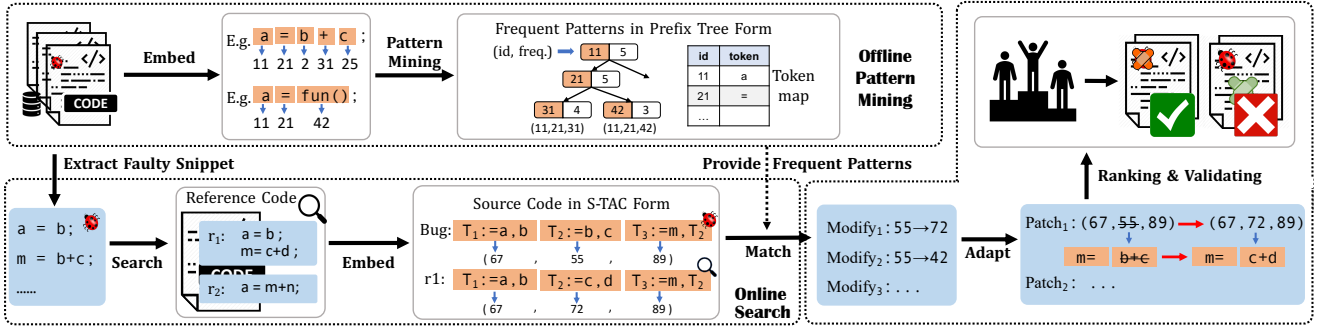 Embed
E.g. a = b + c ;
11 21 2 31 25
E.g. a = fun();
11 21 42
CODE
Pattern
Mining
Frequent Patterns in Prefix Tree Form
(id, freq.)
11 5
21 5
31 4
42 3
(11,21,31) (11,21,42)
id token
11 a
21 =
...
Token
map
Offline
Pattern
Mining
Extract Faulty Snippet
Provide Frequent Patterns
a = b;
m = b+c;
......
Search
Reference Code
r1: a = b ;
m= c+d ;
CODE
r2: a = m+n;
Embed
Source Code in S-TAC Form
Bug: T1:=a,b T2:=b,c T3:=m,T2
(67 , 55 , 89)
r1: T1:=a,b T2:=c,d T3:=m,T2
(67 , 72 , 89)
Online
Search
Match
Modify1: 55→72
Modify2: 55→42
Modify3: ...
Adapt
Ranking & Validating
Patch1: (67,55,89) (67,72,89)
m= b+c m= c+d
Patch2: ...